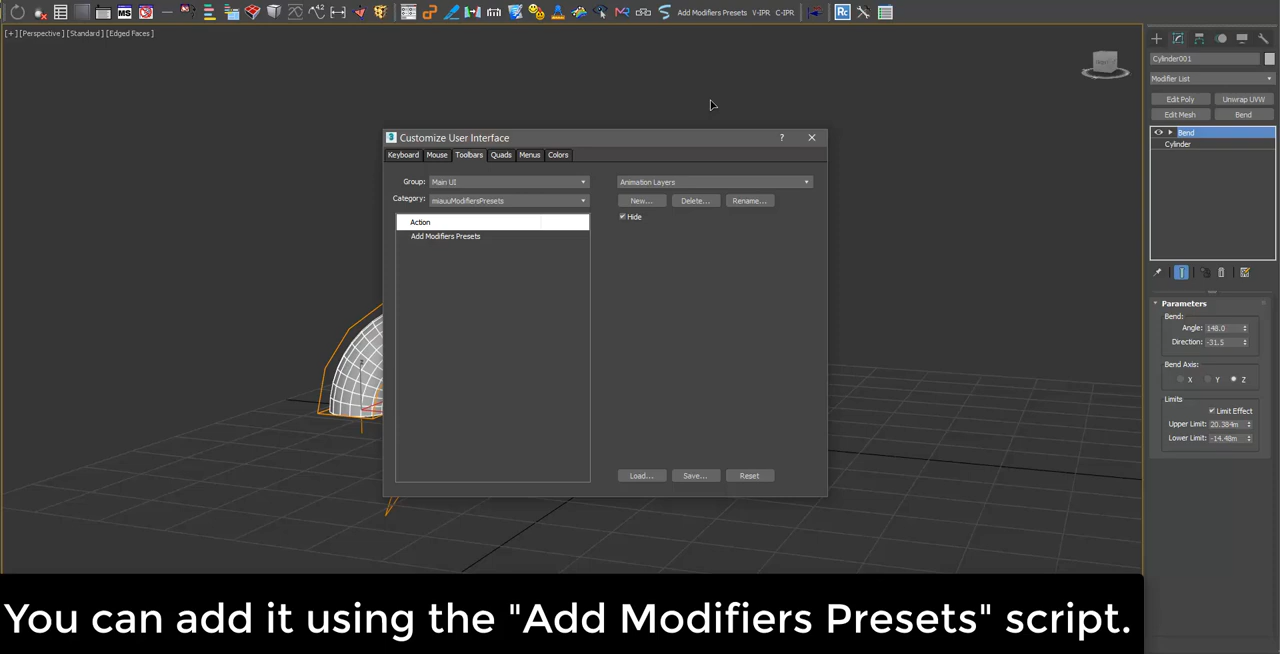 MS
Add Modifiers Presets V-IPR C-IPR
Rc
[+] [Perspective] [Standard] [Edged Faces]
Cylinder001
Modifier List
Edit Poly Unwrap UVW
Edit Mesh Bend
Bend
Cylinder
Parameters
Bend:
Angle: 148.0
Direction: -31.5
Bend Axis:
X Y Z
Limits
Limit Effect
Upper Limit: 20.384m
Lower Limit: -14.48m
3 Customize User Interface ?
Keyboard Mouse Toolbars Quads Menus Colors
Group: Main UI Animation Layers
Category: miauuModifiersPresets New... Delete... Rename...
Action Hide
Add Modifiers Presets
Load... Save... Reset
You can add it using the "Add Modifiers Presets" script.